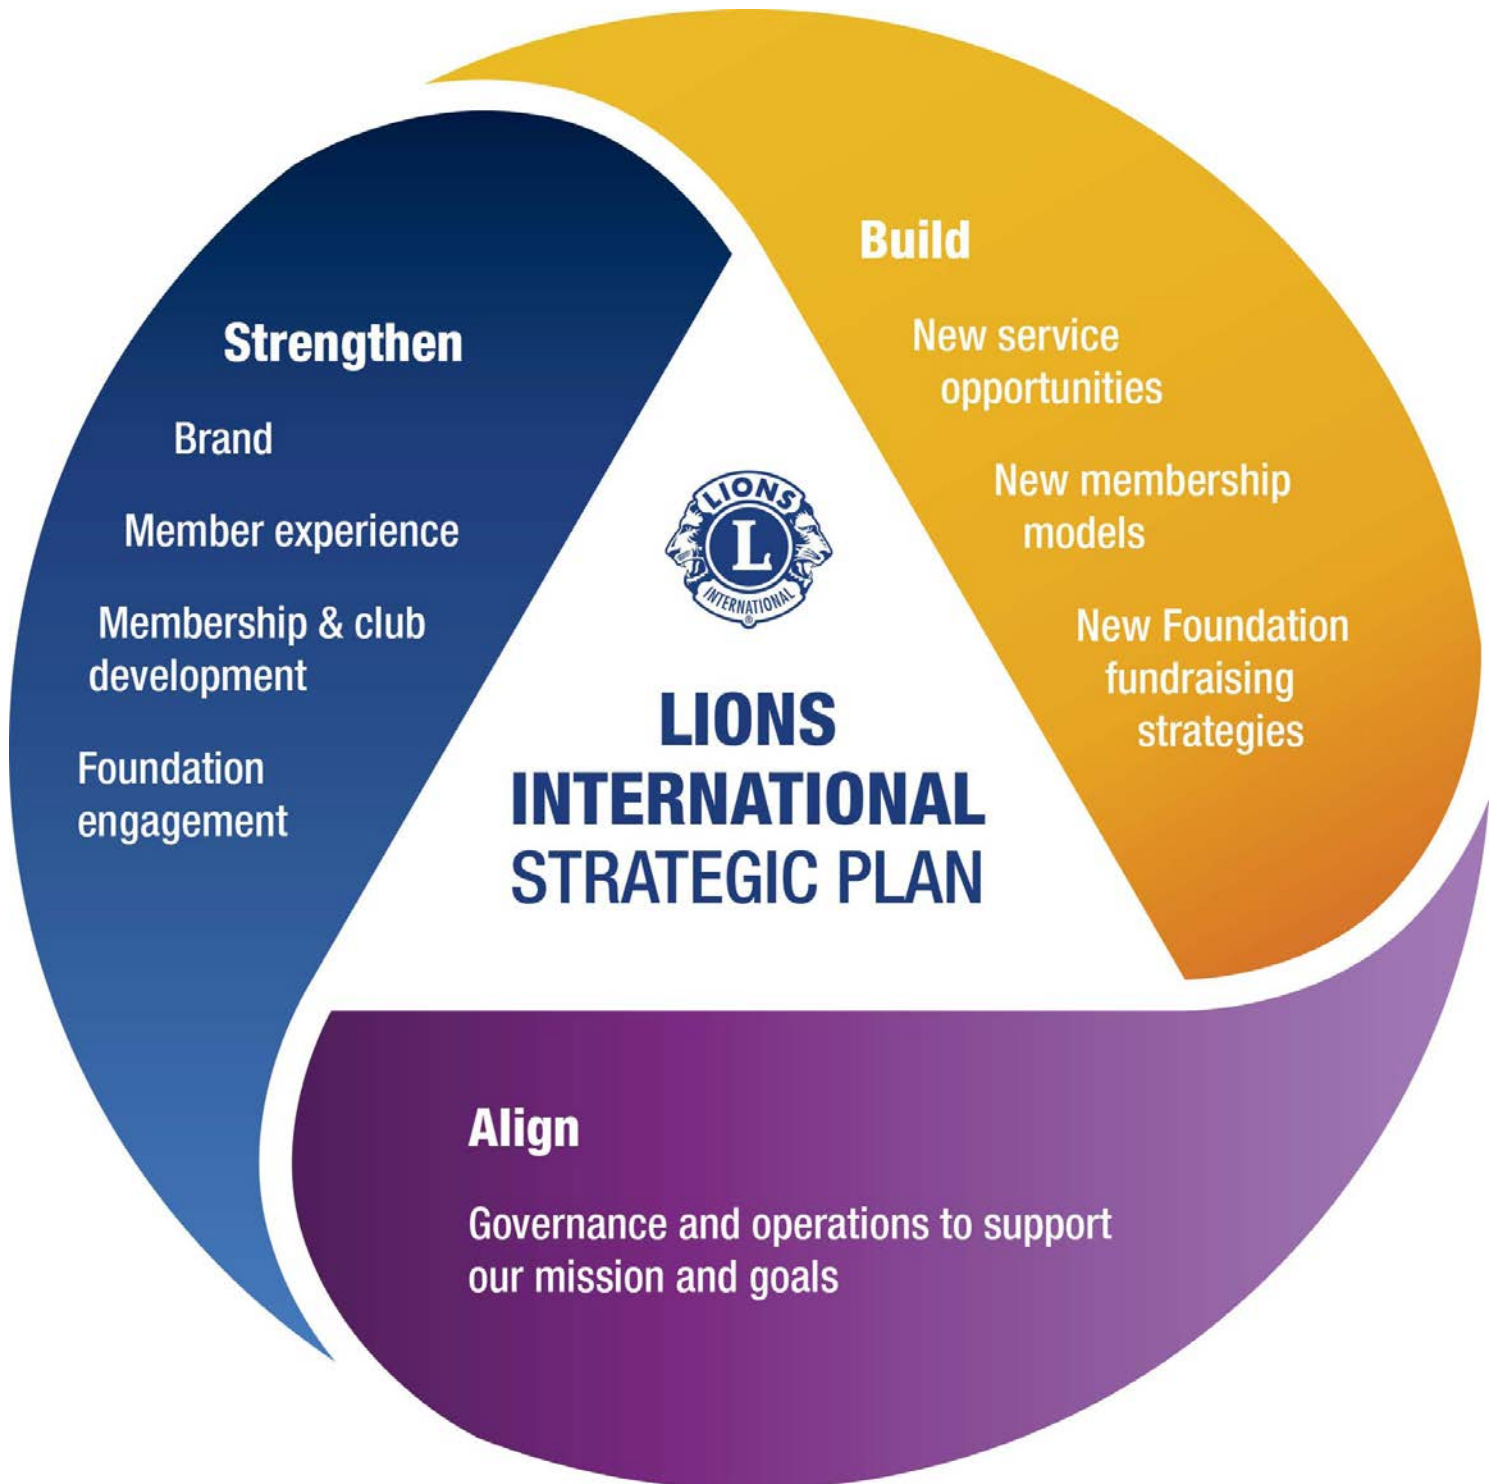 Build
New service
opportunities
New membership
models
New Foundation
fundraising
strategies
Strengthen
Brand
Member experience
Membership & club
development
Foundation
engagement
LIONS
L
INTERNATIONAL
®
LIONS
INTERNATIONAL
STRATEGIC PLAN
Align
Governance and operations to support
our mission and goals